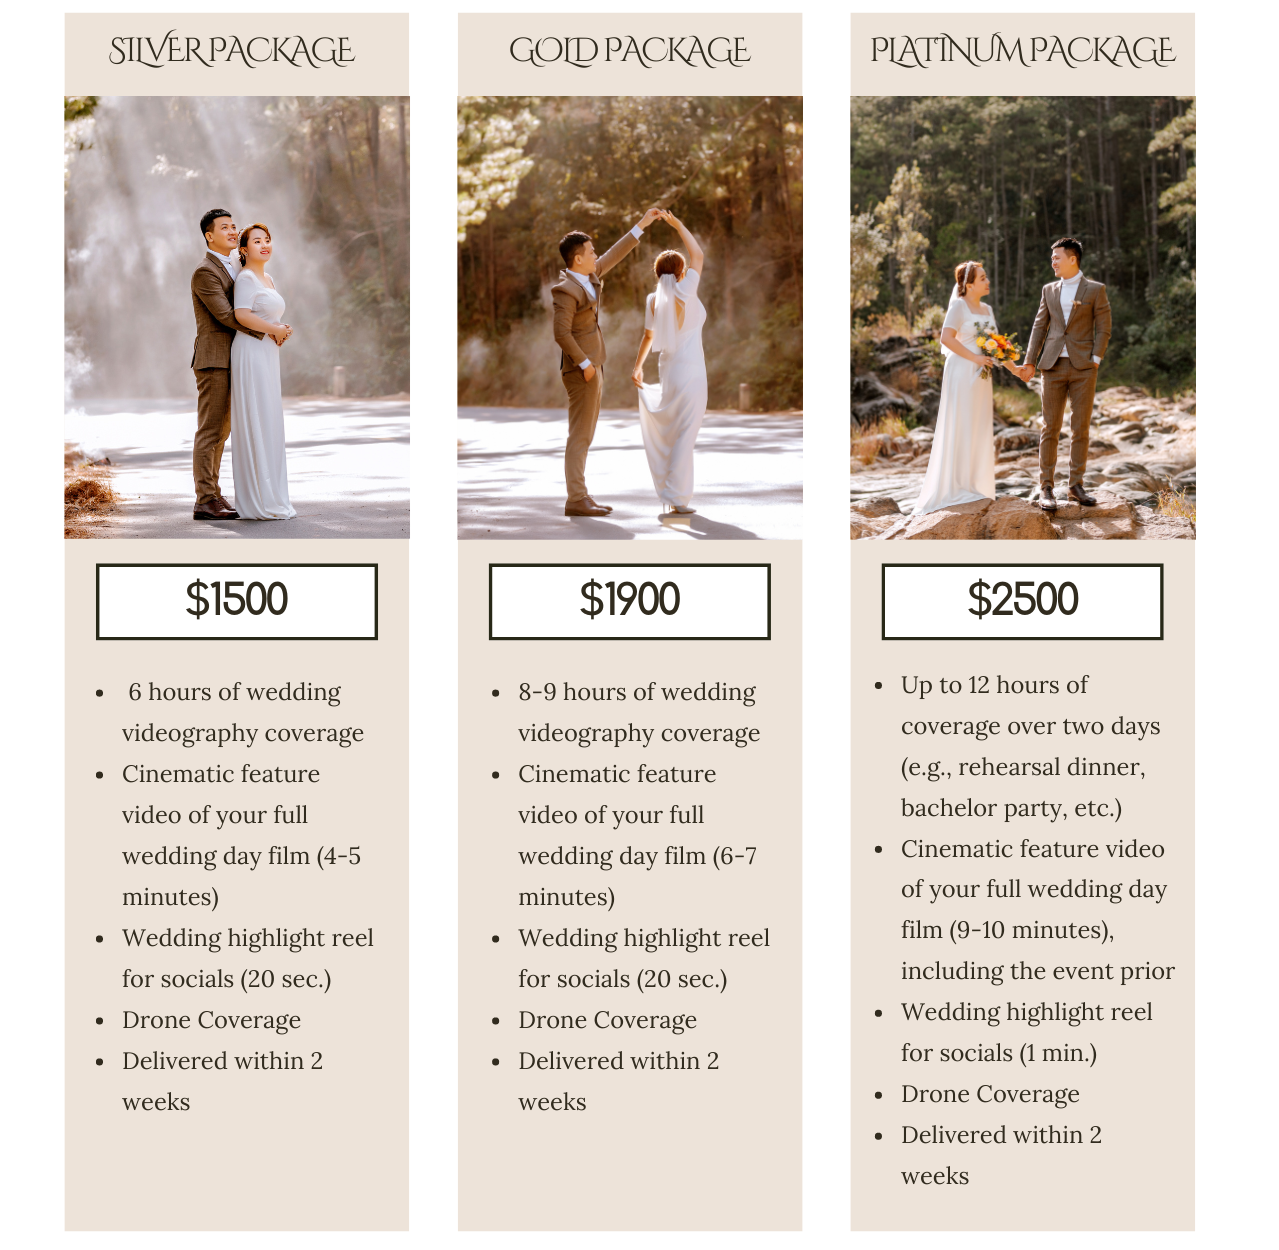 SILVER PACKAGE
$1500
• 6 hours of wedding
videography coverage
• Cinematic feature
video of your full
wedding day film (4-5
minutes)
• Wedding highlight reel
for socials (20 sec.)
• Drone Coverage
• Delivered within 2
weeks
GOLD PACKAGE
$1900
• 8-9 hours of wedding
videography coverage
• Cinematic feature
video of your full
wedding day film (6-7
minutes)
• Wedding highlight reel
for socials (20 sec.)
• Drone Coverage
• Delivered within 2
weeks
PLATINUM PACKAGE
$2500
• Up to 12 hours of
coverage over two days
(e.g., rehearsal dinner,
bachelor party, etc.)
• Cinematic feature video
of your full wedding day
film (9-10 minutes),
including the event prior
• Wedding highlight reel
for socials (1 min.)
• Drone Coverage
• Delivered within 2
weeks